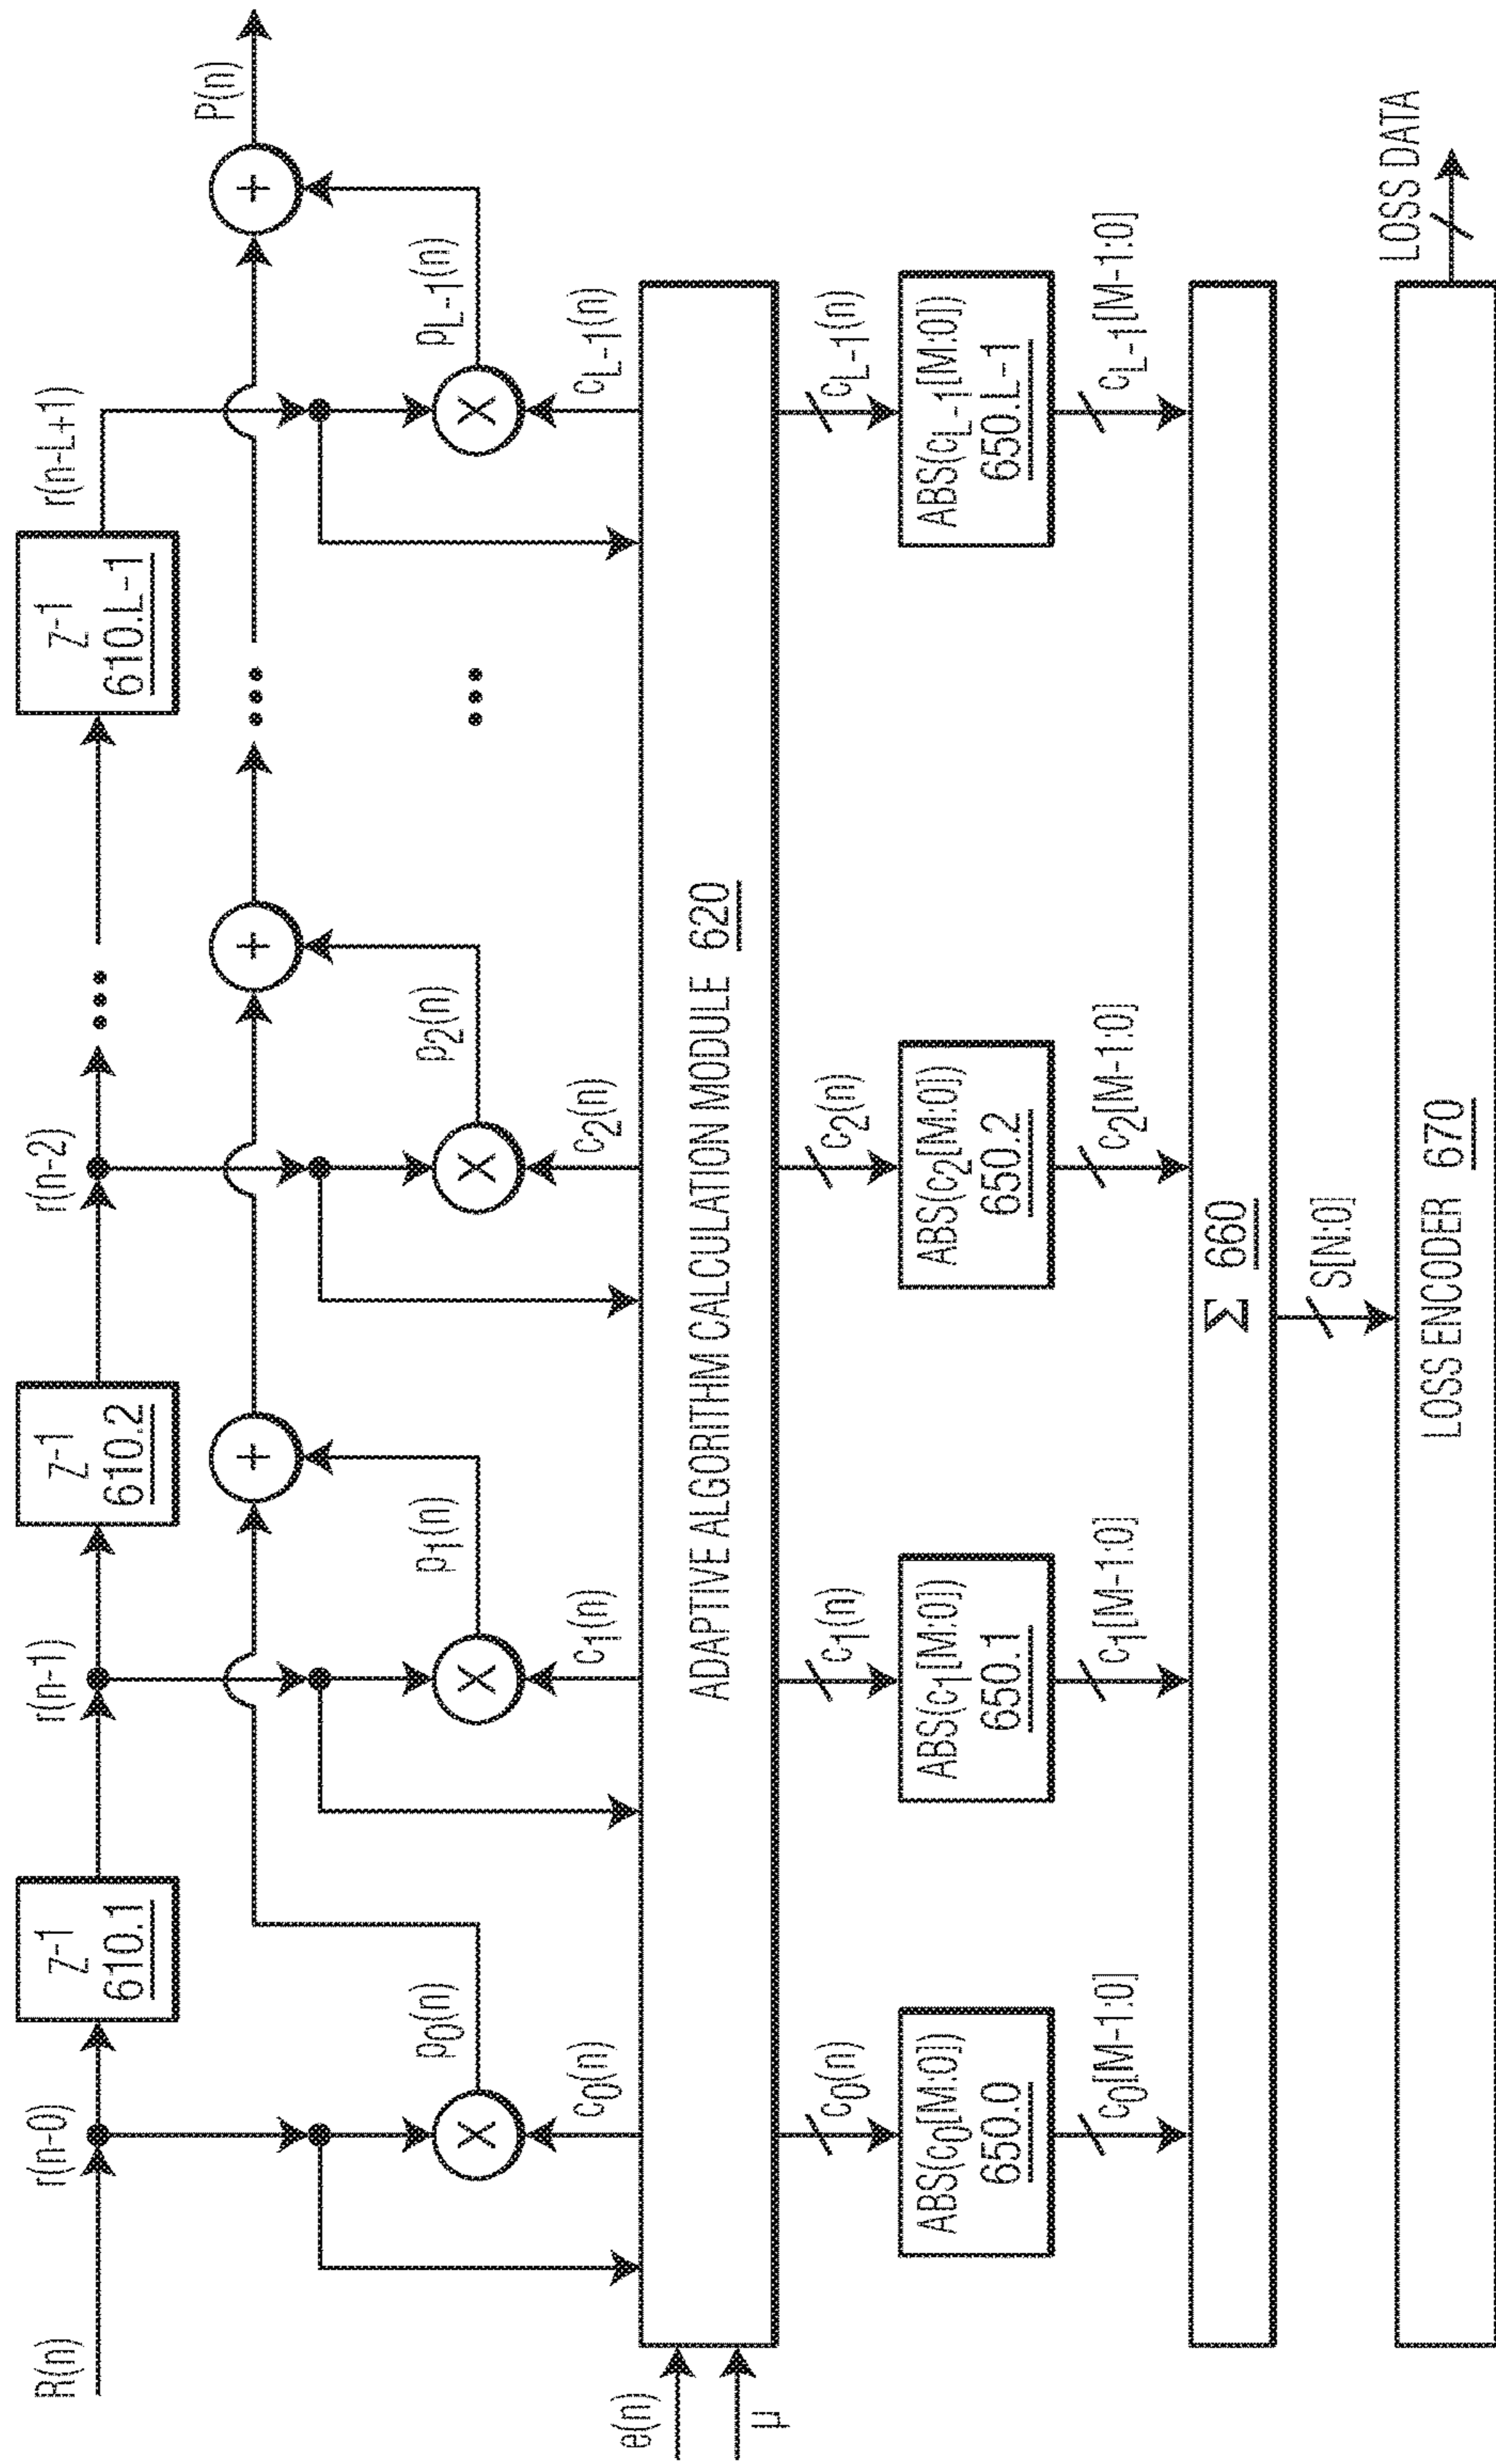 R(n)
r(n-0)
z-1
610.1
r(n-1)
z-1
610.2
r(n-2)
z-1
610.L-1
r(n-L+1)
P(n)
+
+
+
p0(n)
p1(n)
p2(n)
pL-1(n)
X
X
X
X
c0(n)
c1(n)
c2(n)
cL-1(n)
e(n)
μ
ADAPTIVE ALGORITHM CALCULATION MODULE 620
c0(n)
c1(n)
c2(n)
cL-1(n)
ABS(c0[M:0])
650.0
ABS(c1[M:0])
650.1
ABS(c2[M:0])
650.2
ABS(cL-1[M:0])
650.L-1
c0[M-1:0]
c1[M-1:0]
c2[M-1:0]
cL-1[M-1:0]
Σ 660
S[N:0]
LOSS ENCODER 670
LOSS DATA